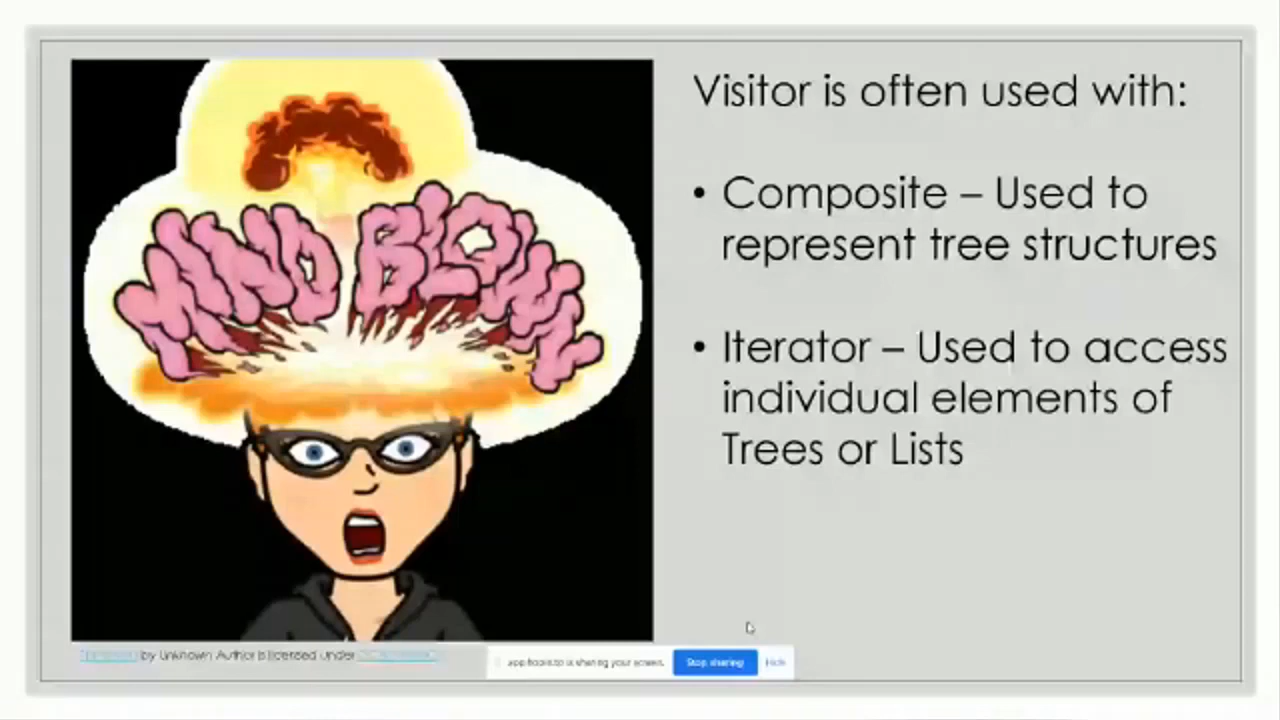 MIND BLOWN
Visitor is often used with:
• Composite – Used to
represent tree structures
• Iterator – Used to access
individual elements of
Trees or Lists
by Unknown Author is licensed under
is sharing your screen.
Stop sharing
Hide